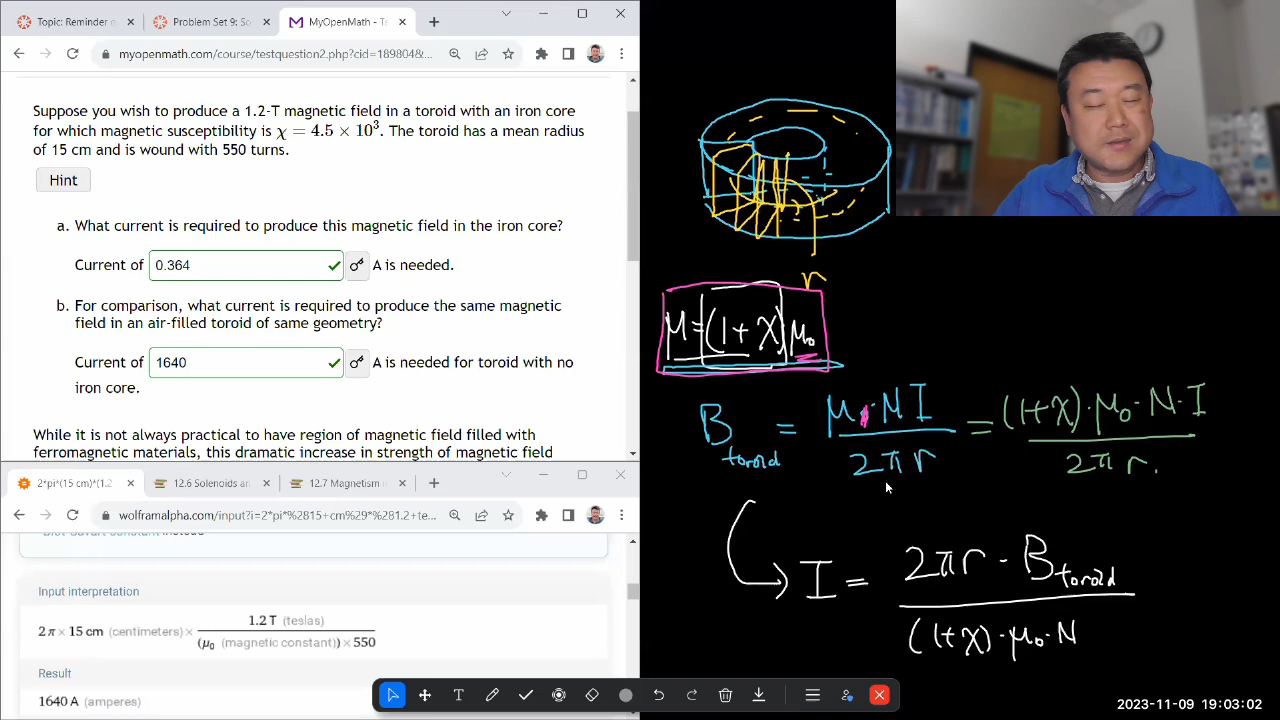 Topic: Reminder r
Problem Set 9: So
MyOpenMath - Te
myopenmath.com/course/testquestion2.php?cid=189804&
Suppose you wish to produce a 1.2-T magnetic field in a toroid with an iron core
for which magnetic susceptibility is χ = 4.5 × 10³. The toroid has a mean radius
of 15 cm and is wound with 550 turns.
Hint
a. What current is required to produce this magnetic field in the iron core?
Current of 0.364 A is needed.
b. For comparison, what current is required to produce the same magnetic
field in an air-filled toroid of same geometry?
Current of 1640 A is needed for toroid with no
iron core.
While it is not always practical to have region of magnetic field filled with
ferromagnetic materials, this dramatic increase in strength of magnetic field
2*pi*(15 cm)*(1.2
12.6 Solenoids an
12.7 Magnetism
wolframalpha.com/input?i=2*pi*%2815+cm%29*%281.2+te
Input interpretation
2 π × 15 cm (centimeters) × 1.2 T (teslas) / (μ₀ (magnetic constant)) × 550
Result
1640 A (amperes)
r
μ = (1 + χ) μ₀
B toroid = μ · N I / 2 π r = (1+χ) · μ₀ · N · I / 2 π r.
I = 2πr · B toroid / (1+χ) · μ₀ · N
2023-11-09 19:03:02